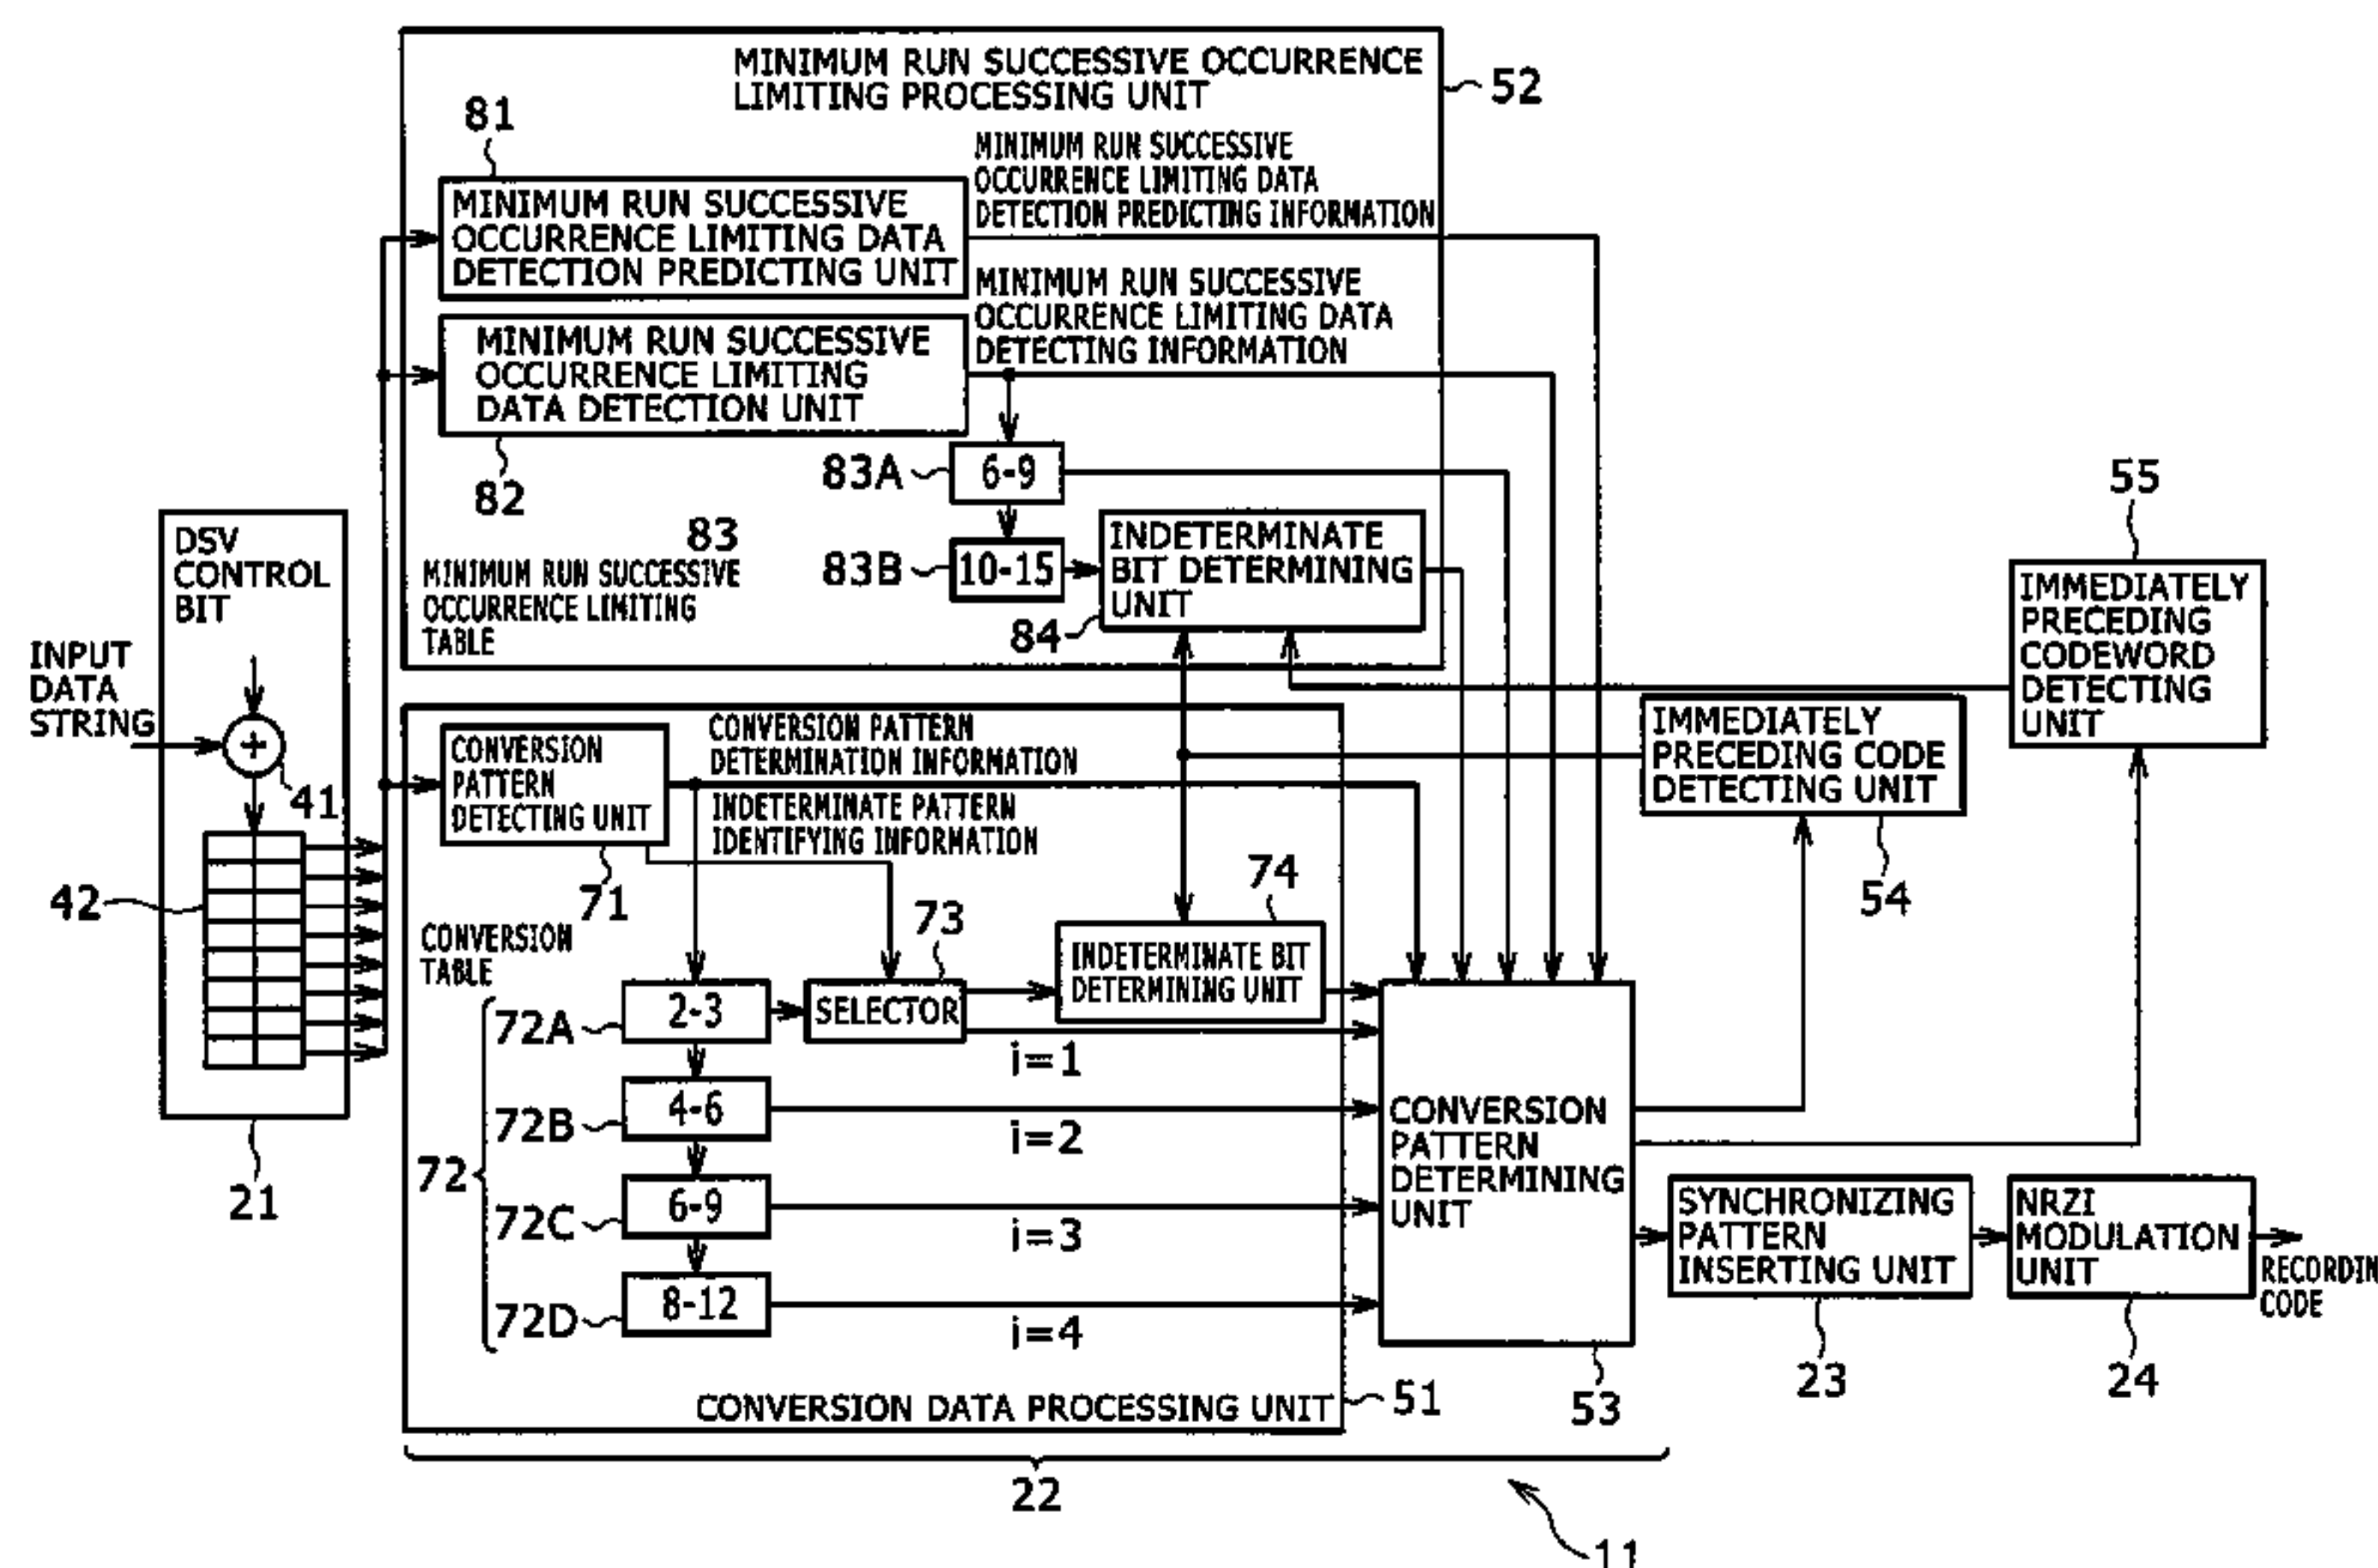 MINIMUM RUN SUCCESSIVE OCCURRENCE
LIMITING PROCESSING UNIT
52
81
MINIMUM RUN SUCCESSIVE
OCCURRENCE LIMITING DATA
DETECTION PREDICTING INFORMATION
MINIMUM RUN SUCCESSIVE
OCCURRENCE LIMITING DATA
DETECTION PREDICTING UNIT
MINIMUM RUN SUCCESSIVE
OCCURRENCE LIMITING DATA
DETECTING INFORMATION
MINIMUM RUN SUCCESSIVE
OCCURRENCE LIMITING
DATA DETECTION UNIT
82
83A
6-9
83
83B
10-15
MINIMUM RUN SUCCESSIVE
OCCURRENCE LIMITING
TABLE
INDETERMINATE
BIT DETERMINING
UNIT
84
55
IMMEDIATELY
PRECEDING
CODEWORD
DETECTING
UNIT
IMMEDIATELY
PRECEDING CODE
DETECTING UNIT
54
DSV
CONTROL
BIT
INPUT
DATA
STRING
+
41
42
21
CONVERSION
PATTERN
DETECTING UNIT
71
CONVERSION PATTERN
DETERMINATION INFORMATION
INDETERMINATE PATTERN
IDENTIFYING INFORMATION
CONVERSION
TABLE
73
74
INDETERMINATE BIT
DETERMINING UNIT
72A
2-3
SELECTOR
i=1
72B
4-6
i=2
72
72C
6-9
i=3
72D
8-12
i=4
CONVERSION
PATTERN
DETERMINING
UNIT
53
CONVERSION DATA PROCESSING UNIT
51
SYNCHRONIZING
PATTERN
INSERTING UNIT
23
NRZI
MODULATION
UNIT
24
RECORDIN
CODE
22
11